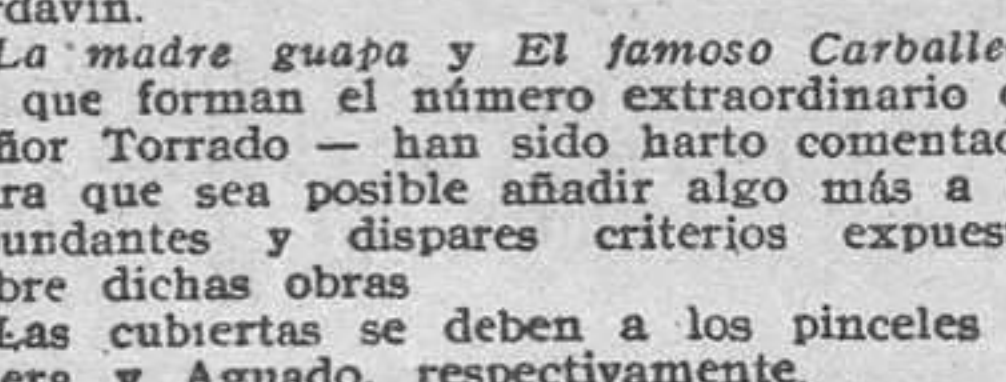 rdavín.
La madre guapa y El famoso Carballe
que forman el número extraordinario
ñor Torrado — han sido harto comentad
ra que sea posible añadir algo más a
undantes y dispares criterios expues
bre dichas obras
Las cubiertas se deben a los pinceles
era y Aguado, respectivamente.